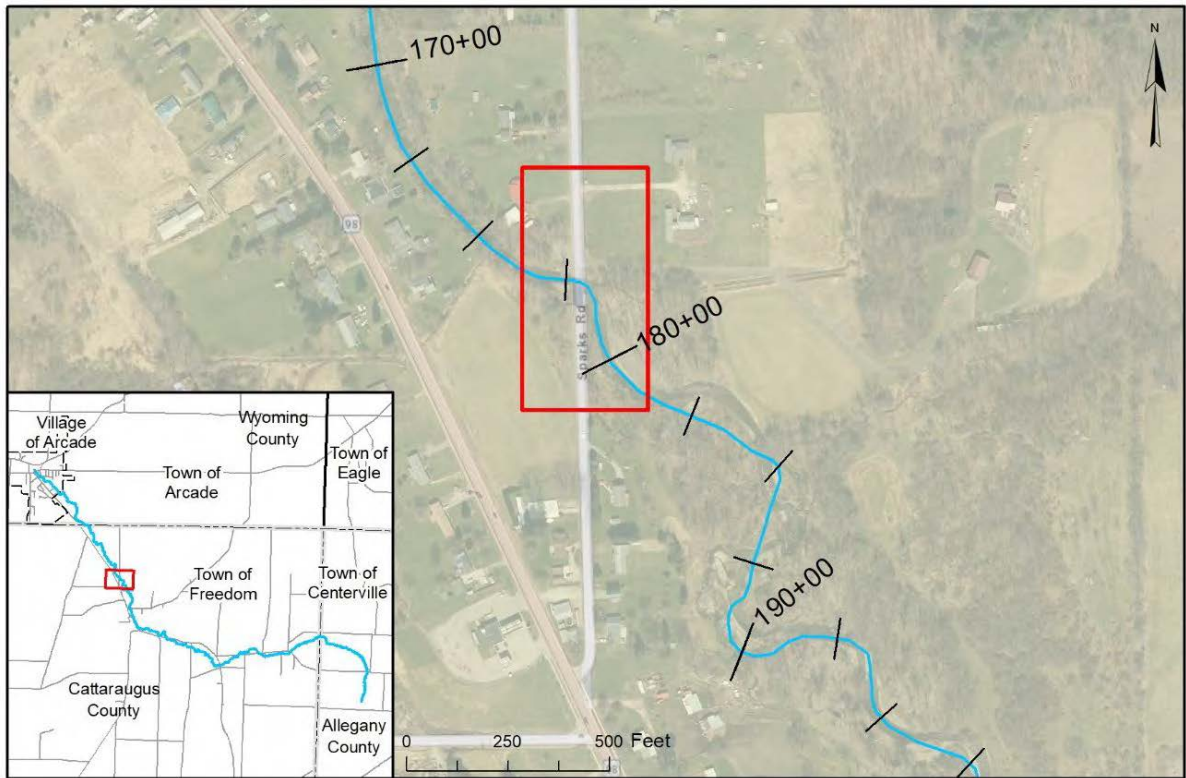 170+00
N
98
Sparks Rd
180+00
190+00
0 250 500 Feet
Village
of Arcade
Wyoming
County
Town of
Eagle
Town of
Arcade
Town of
Freedom
Town of
Centerville
Cattaraugus
County
Allegany
County